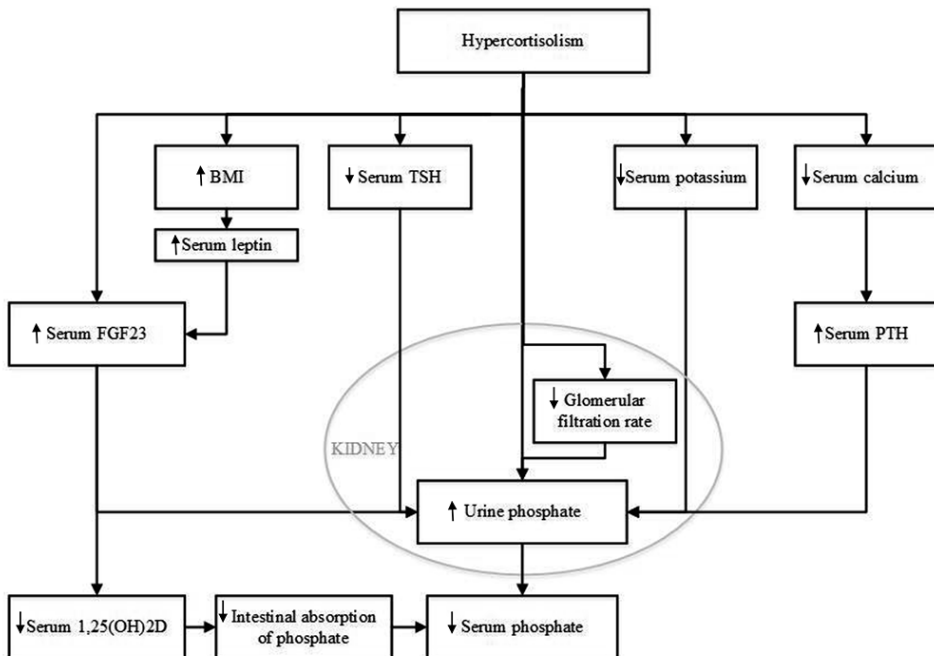 Hypercortisolism
↑ BMI
↓ Serum TSH
↓ Serum potassium
↓ Serum calcium
↑ Serum leptin
↑ Serum FGF23
↑ Serum PTH
↓ Glomerular
filtration rate
KIDNEY
↑ Urine phosphate
↓ Serum 1,25(OH)2D
↓ Intestinal absorption
of phosphate
↓ Serum phosphate